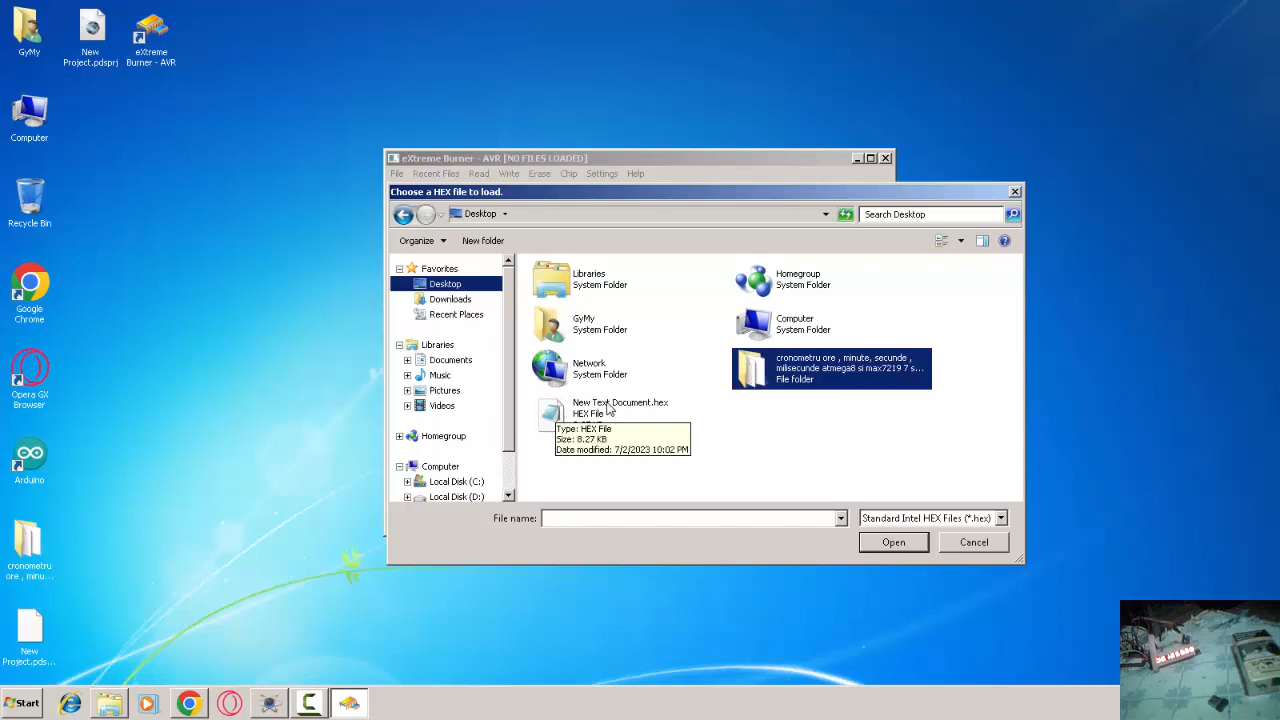 GyMy
New
Project.pdsprj
eXtreme
Burner - AVR
Computer
Recycle Bin
Google
Chrome
Opera GX
Browser
Arduino
cronometru
ore , minu...
New
Project.pds...
eXtreme Burner - AVR [NO FILES LOADED]
File Recent Files Read Write Erase Chip Settings Help
Choose a HEX file to load.
Desktop
Search Desktop
Organize New folder
Favorites
Desktop
Downloads
Recent Places
Libraries
Documents
Music
Pictures
Videos
Homegroup
Computer
Local Disk (C:)
Local Disk (D:)
Libraries
System Folder
Homegroup
System Folder
GyMy
System Folder
Computer
System Folder
Network
System Folder
cronometru ore , minute, secunde ,
milisecunde atmega8 si max7219 7 s...
File folder
New Text Document.hex
HEX File
Type: HEX File
Size: 8.27 KB
Date modified: 7/2/2023 10:02 PM
File name:
Standard Intel HEX Files (*.hex)
Open Cancel
Start